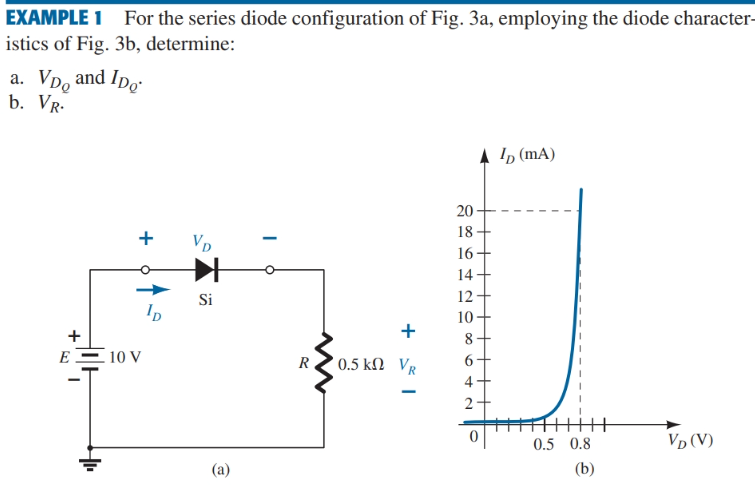 EXAMPLE 1 For the series diode configuration of Fig. 3a, employing the diode character-
istics of Fig. 3b, determine:
a. V_{D_Q} and I_{D_Q}.
b. V_R.
I_D (mA)
20
18
16
14
12
10
8
6
4
2
0
0.5 0.8
V_D (V)
(b)
+ V_D −
Si
I_D
+
E 10 V
−
R 0.5 kΩ
+
V_R
−
(a)